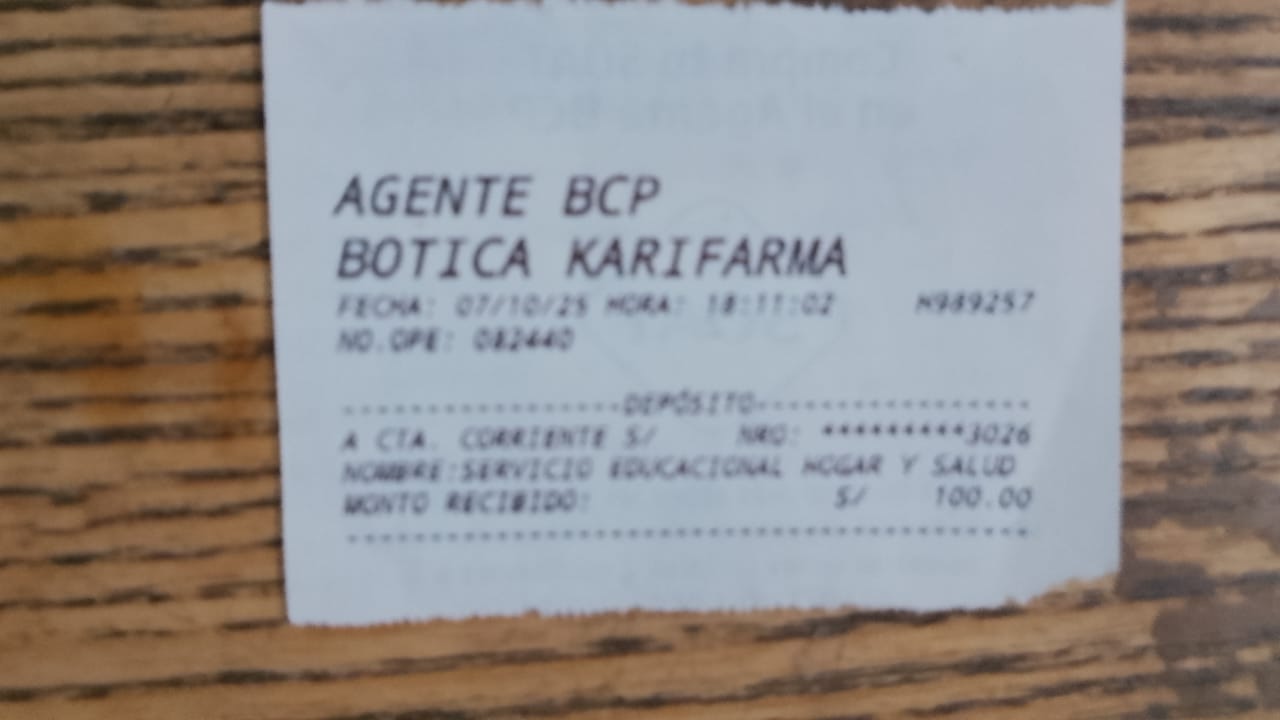 AGENTE BCP
BOTICA KARIFARMA
FECHA: 07/10/25 HORA: 18:11:02 M989257
NO.OPE: 082440
-----------------DEPÓSITO-----------------
A CTA. CORRIENTE S/ NRO: *********3026
NOMBRE:SERVICIO EDUCACIONAL HOGAR Y SALUD
MONTO RECIBIDO: S/ 100.00